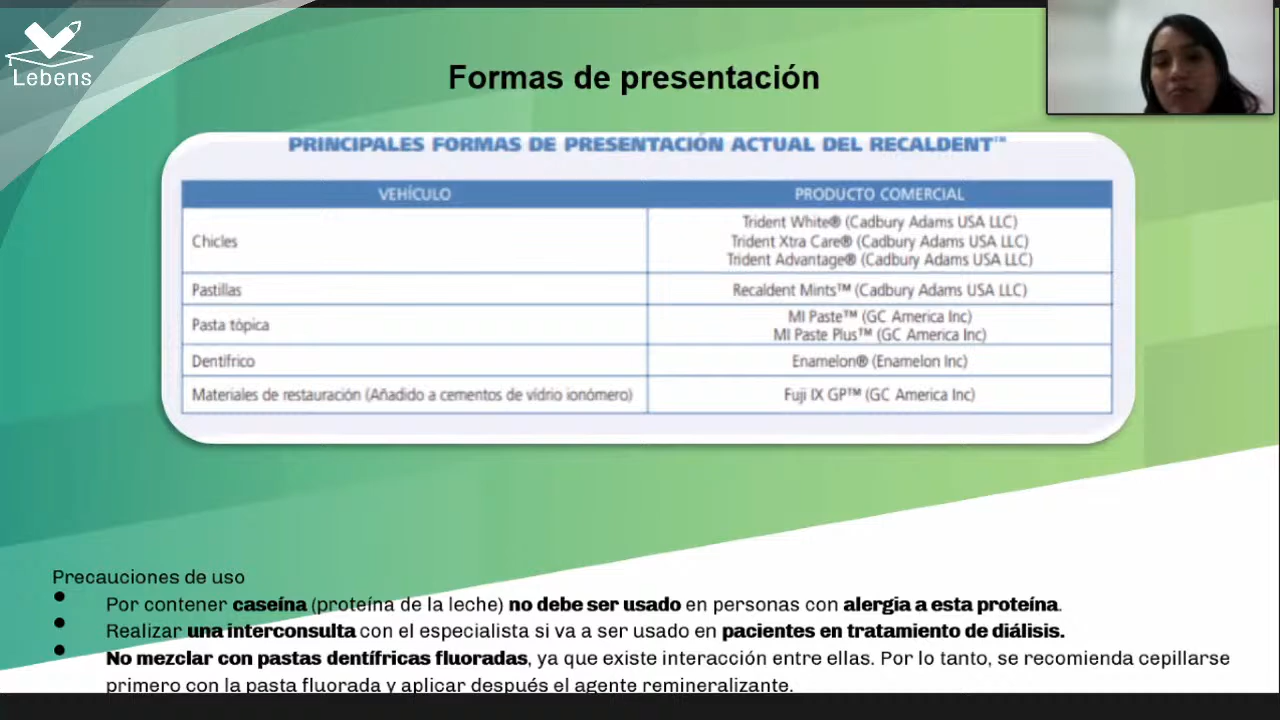 Lebens
Formas de presentación
PRINCIPALES FORMAS DE PRESENTACIÓN ACTUAL DEL RECALDENT™
VEHÍCULO PRODUCTO COMERCIAL
Chicles
Trident White® (Cadbury Adams USA LLC)
Trident Xtra Care® (Cadbury Adams USA LLC)
Trident Advantage® (Cadbury Adams USA LLC)
Pastillas Recaldent Mints™ (Cadbury Adams USA LLC)
Pasta tópica
MI Paste™ (GC America Inc)
MI Paste Plus™ (GC America Inc)
Dentífrico Enamelon® (Enamelon Inc)
Materiales de restauración (Añadido a cementos de vidrio ionómero) Fuji IX GP™ (GC America Inc)
Precauciones de uso
● Por contener caseína (proteína de la leche) no debe ser usado en personas con alergia a esta proteína.
● Realizar una interconsulta con el especialista si va a ser usado en pacientes en tratamiento de diálisis.
● No mezclar con pastas dentífricas fluoradas, ya que existe interacción entre ellas. Por lo tanto, se recomienda cepillarse
primero con la pasta fluorada y aplicar después el agente remineralizante.